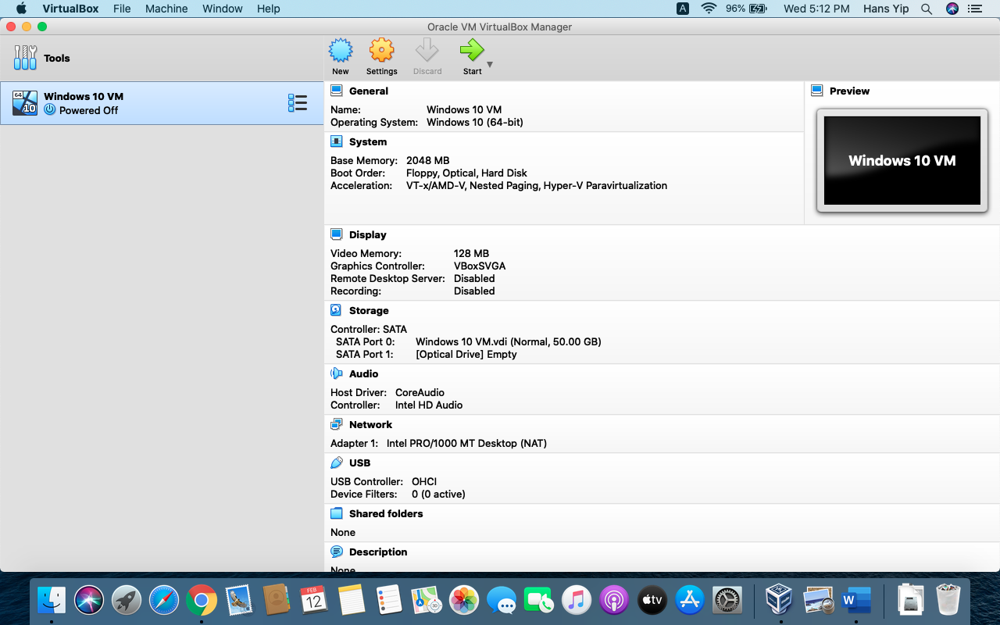 VirtualBox File Machine Window Help A 96% Wed 5:12 PM Hans Yip
Oracle VM VirtualBox Manager
Tools
New Settings Discard Start
64
10
Windows 10 VM
Powered Off
General
Name: Windows 10 VM
Operating System: Windows 10 (64-bit)
Preview
Windows 10 VM
System
Base Memory: 2048 MB
Boot Order: Floppy, Optical, Hard Disk
Acceleration: VT-x/AMD-V, Nested Paging, Hyper-V Paravirtualization
Display
Video Memory: 128 MB
Graphics Controller: VBoxSVGA
Remote Desktop Server: Disabled
Recording: Disabled
Storage
Controller: SATA
SATA Port 0: Windows 10 VM.vdi (Normal, 50.00 GB)
SATA Port 1: [Optical Drive] Empty
Audio
Host Driver: CoreAudio
Controller: Intel HD Audio
Network
Adapter 1: Intel PRO/1000 MT Desktop (NAT)
USB
USB Controller: OHCI
Device Filters: 0 (0 active)
Shared folders
None
Description
None
FEB
12
3D
tv
W